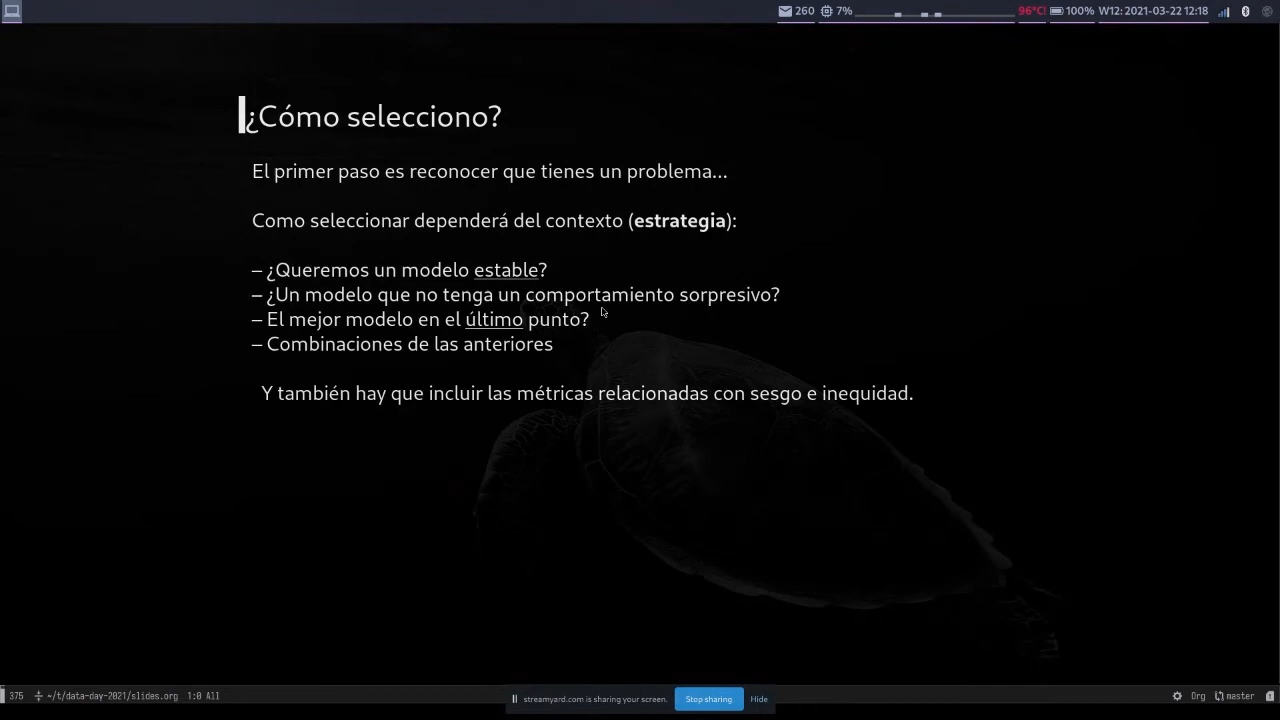 260 7% 96°C! 100% W12: 2021-03-22 12:18
¿Cómo selecciono?
El primer paso es reconocer que tienes un problema...
Como seleccionar dependerá del contexto (estrategia):
– ¿Queremos un modelo estable?
– ¿Un modelo que no tenga un comportamiento sorpresivo?
– El mejor modelo en el último punto?
– Combinaciones de las anteriores
Y también hay que incluir las métricas relacionadas con sesgo e inequidad.
375 ~/t/data-day-2021/slides.org 1:0 All Org master
streamyard.com is sharing your screen. Stop sharing Hide